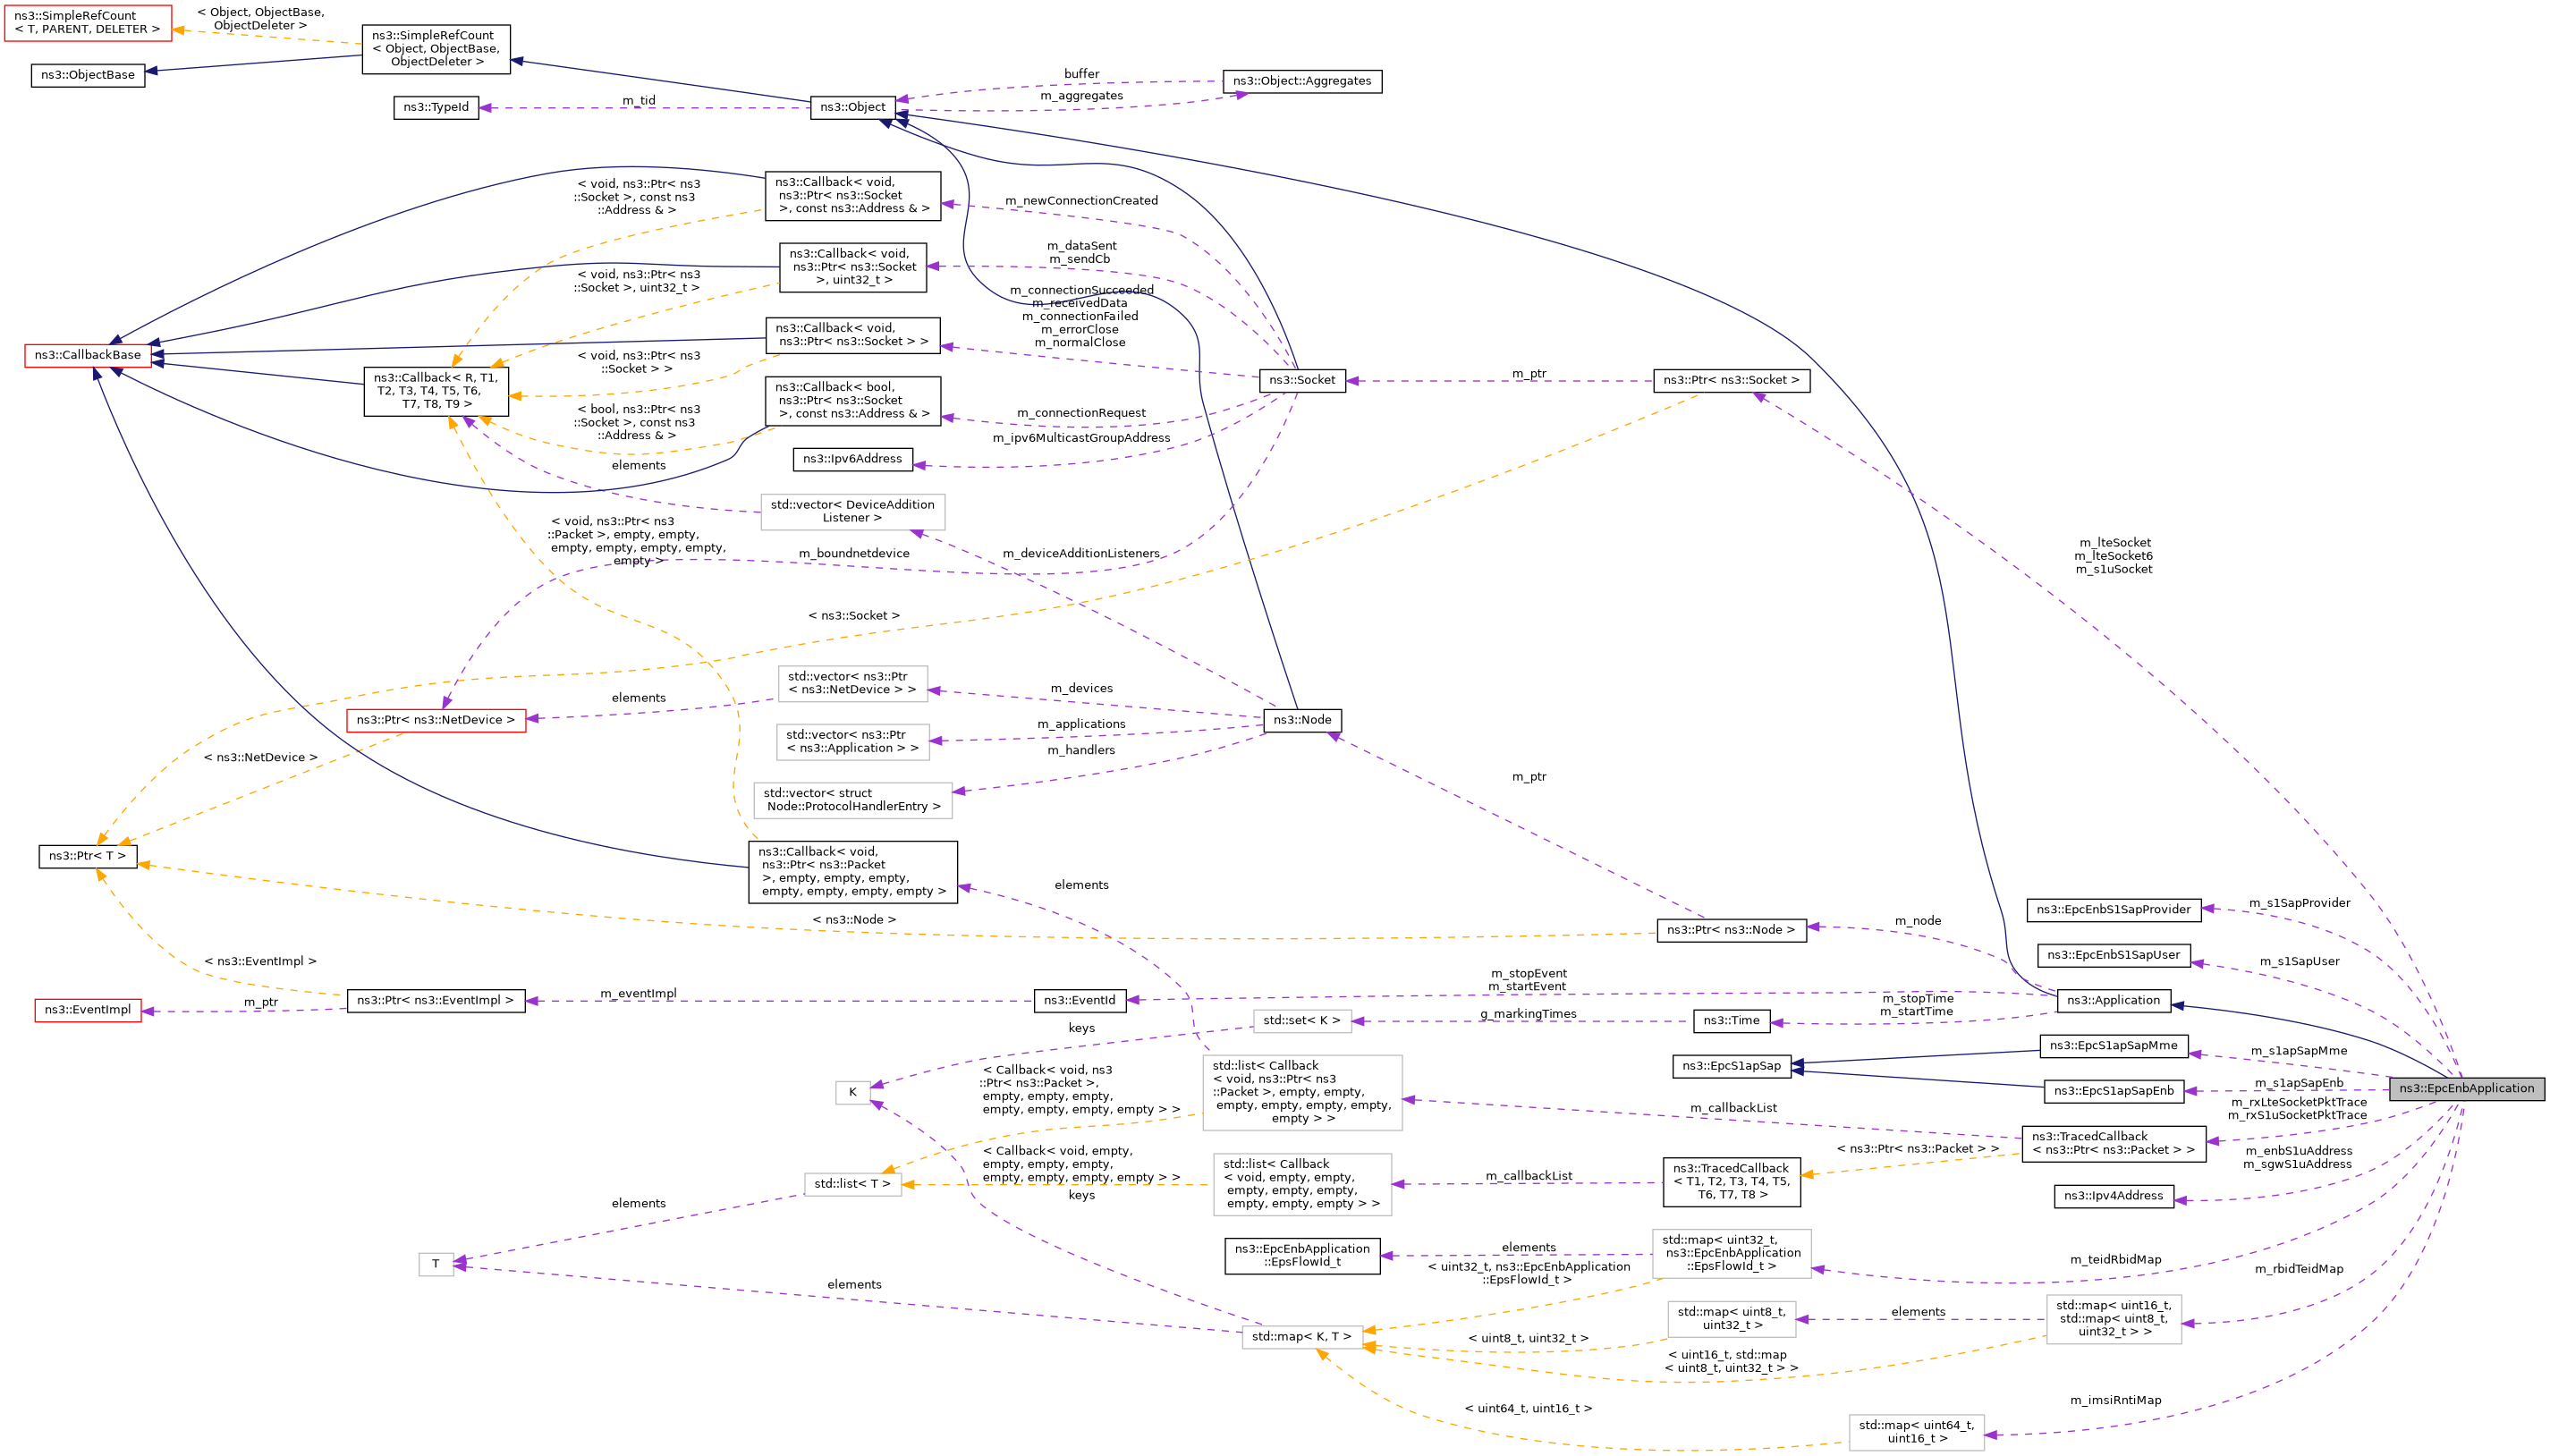 ns3::SimpleRefCount
< T, PARENT, DELETER >
< Object, ObjectBase,
ObjectDeleter >
ns3::SimpleRefCount
< Object, ObjectBase,
ObjectDeleter >
ns3::ObjectBase
ns3::TypeId
m_tid
ns3::Object
buffer
m_aggregates
ns3::Object::Aggregates
< void, ns3::Ptr< ns3
::Socket >, const ns3
::Address & >
ns3::Callback< void,
ns3::Ptr< ns3::Socket
>, const ns3::Address & >
m_newConnectionCreated
< void, ns3::Ptr< ns3
::Socket >, uint32_t >
ns3::Callback< void,
ns3::Ptr< ns3::Socket
>, uint32_t >
m_dataSent
m_sendCb
m_connectionSucceeded
m_receivedData
m_connectionFailed
m_errorClose
m_normalClose
ns3::CallbackBase
ns3::Callback< void,
ns3::Ptr< ns3::Socket > >
< void, ns3::Ptr< ns3
::Socket > >
ns3::Callback< R, T1,
T2, T3, T4, T5, T6,
T7, T8, T9 >
ns3::Callback< bool,
ns3::Ptr< ns3::Socket
>, const ns3::Address & >
< bool, ns3::Ptr< ns3
::Socket >, const ns3
::Address & >
ns3::Socket
m_ptr
ns3::Ptr< ns3::Socket >
m_connectionRequest
m_ipv6MulticastGroupAddress
ns3::Ipv6Address
elements
std::vector< DeviceAddition
Listener >
< void, ns3::Ptr< ns3
::Packet >, empty, empty,
empty, empty, empty, empty,
empty >
m_boundnetdevice
m_deviceAdditionListeners
m_lteSocket
m_lteSocket6
m_s1uSocket
< ns3::Socket >
std::vector< ns3::Ptr
< ns3::NetDevice > >
elements
m_devices
ns3::Ptr< ns3::NetDevice >
ns3::Node
std::vector< ns3::Ptr
< ns3::Application > >
m_applications
m_handlers
< ns3::NetDevice >
std::vector< struct
Node::ProtocolHandlerEntry >
m_ptr
ns3::Ptr< T >
ns3::Callback< void,
ns3::Ptr< ns3::Packet
>, empty, empty, empty,
empty, empty, empty, empty >
elements
< ns3::Node >
ns3::Ptr< ns3::Node >
m_node
ns3::EpcEnbS1SapProvider
m_s1SapProvider
ns3::EpcEnbS1SapUser
m_s1SapUser
< ns3::EventImpl >
ns3::EventImpl
m_ptr
ns3::Ptr< ns3::EventImpl >
m_eventImpl
ns3::EventId
m_stopEvent
m_startEvent
ns3::Application
m_stopTime
m_startTime
keys
std::set< K >
g_markingTimes
ns3::Time
ns3::EpcS1apSap
ns3::EpcS1apSapMme
m_s1apSapMme
ns3::EpcS1apSapEnb
m_s1apSapEnb
ns3::EpcEnbApplication
K
< Callback< void, ns3
::Ptr< ns3::Packet >,
empty, empty, empty,
empty, empty, empty, empty > >
std::list< Callback
< void, ns3::Ptr< ns3
::Packet >, empty, empty,
empty, empty, empty, empty,
empty > >
m_callbackList
m_rxLteSocketPktTrace
m_rxS1uSocketPktTrace
ns3::TracedCallback
< ns3::Ptr< ns3::Packet > >
< ns3::Ptr< ns3::Packet > >
m_enbS1uAddress
m_sgwS1uAddress
std::list< T >
< Callback< void, empty,
empty, empty, empty,
empty, empty, empty, empty > >
keys
std::list< Callback
< void, empty, empty,
empty, empty, empty,
empty, empty, empty > >
m_callbackList
ns3::TracedCallback
< T1, T2, T3, T4, T5,
T6, T7, T8 >
ns3::Ipv4Address
elements
T
elements
ns3::EpcEnbApplication
::EpsFlowId_t
elements
std::map< uint32_t,
ns3::EpcEnbApplication
::EpsFlowId_t >
m_teidRbidMap
m_rbidTeidMap
< uint32_t, ns3::EpcEnbApplication
::EpsFlowId_t >
std::map< K, T >
std::map< uint8_t,
uint32_t >
elements
std::map< uint16_t,
std::map< uint8_t,
uint32_t > >
< uint8_t, uint32_t >
< uint16_t, std::map
< uint8_t, uint32_t > >
< uint64_t, uint16_t >
std::map< uint64_t,
uint16_t >
m_imsiRntiMap